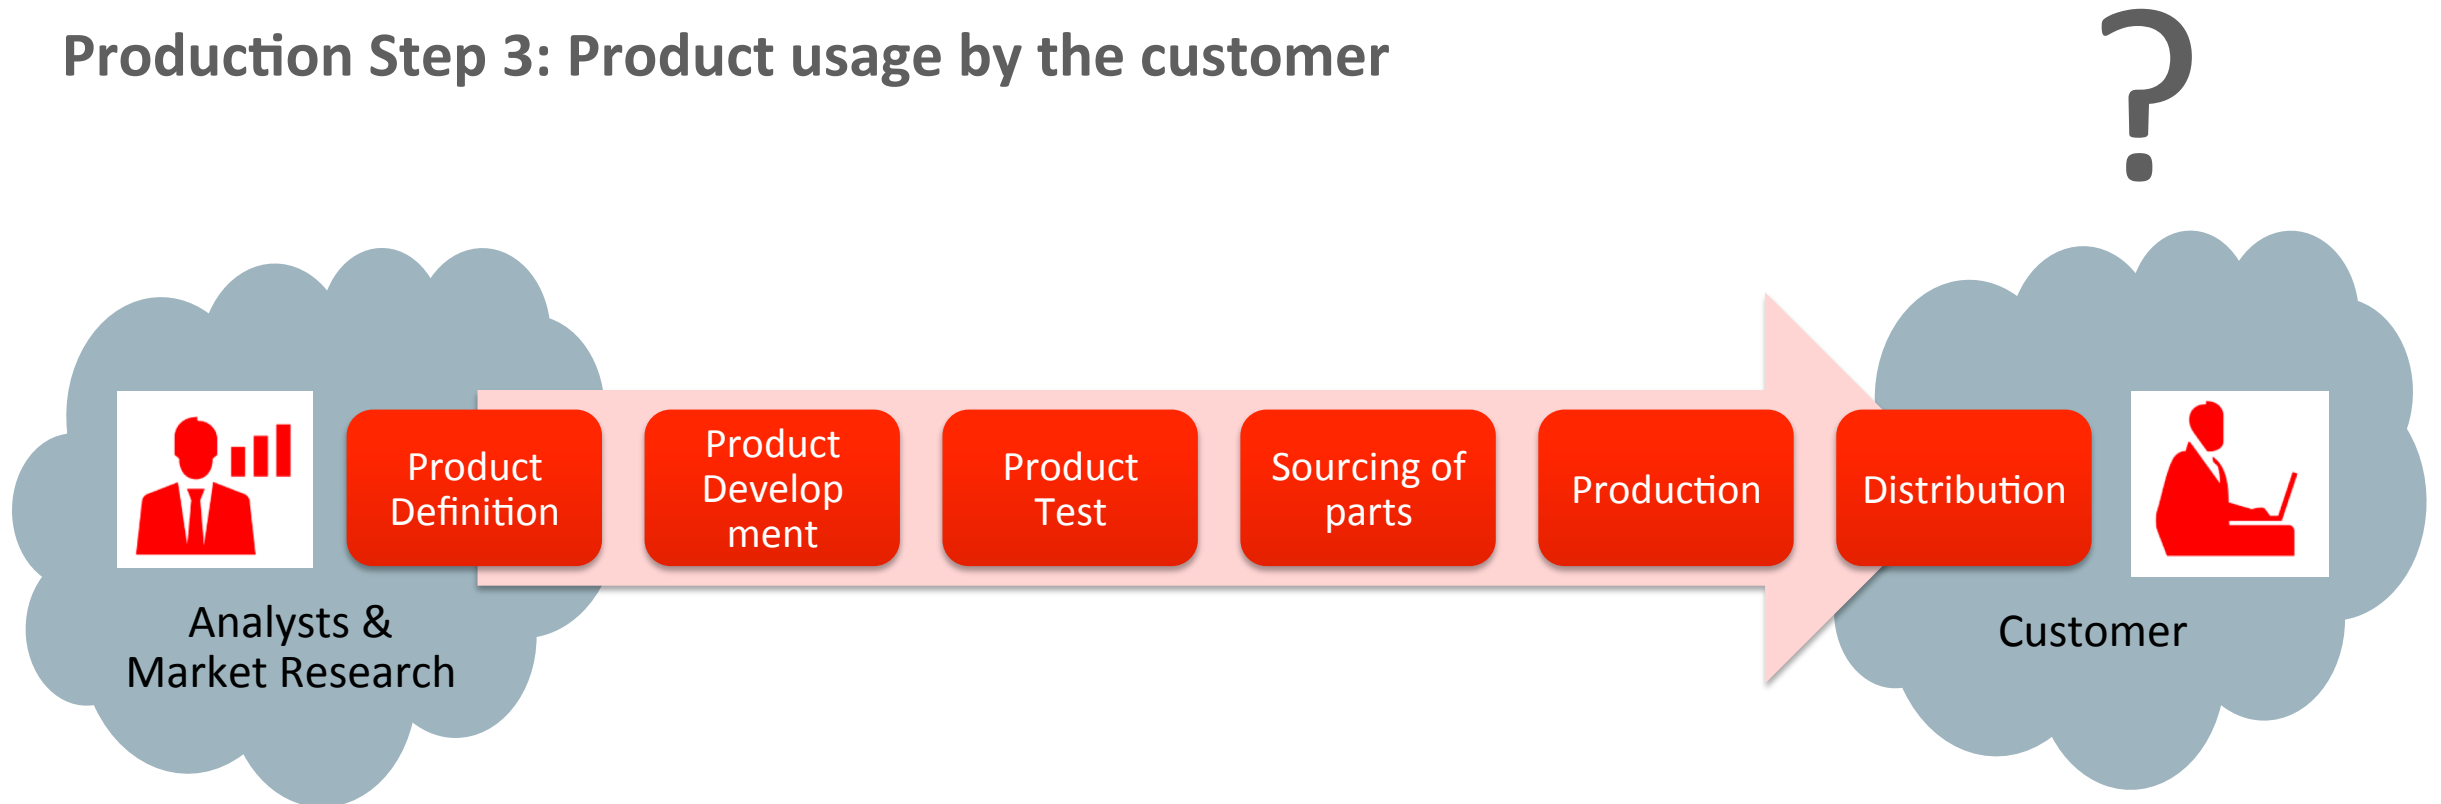 Production Step 3: Product usage by the customer
?
Product
Definition
Product
Develop
ment
Product
Test
Sourcing of
parts
Production
Distribution
Analysts &
Market Research
Customer